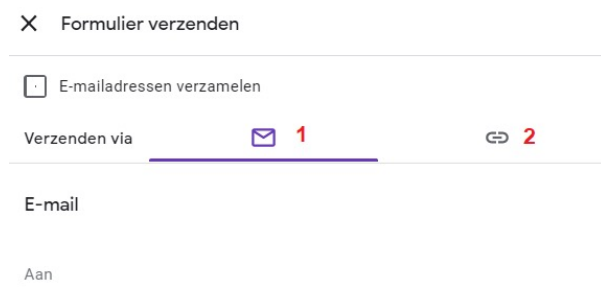 Formulier verzenden
E-mailadressen verzamelen
Verzenden via 1 2
E-mail
Aan